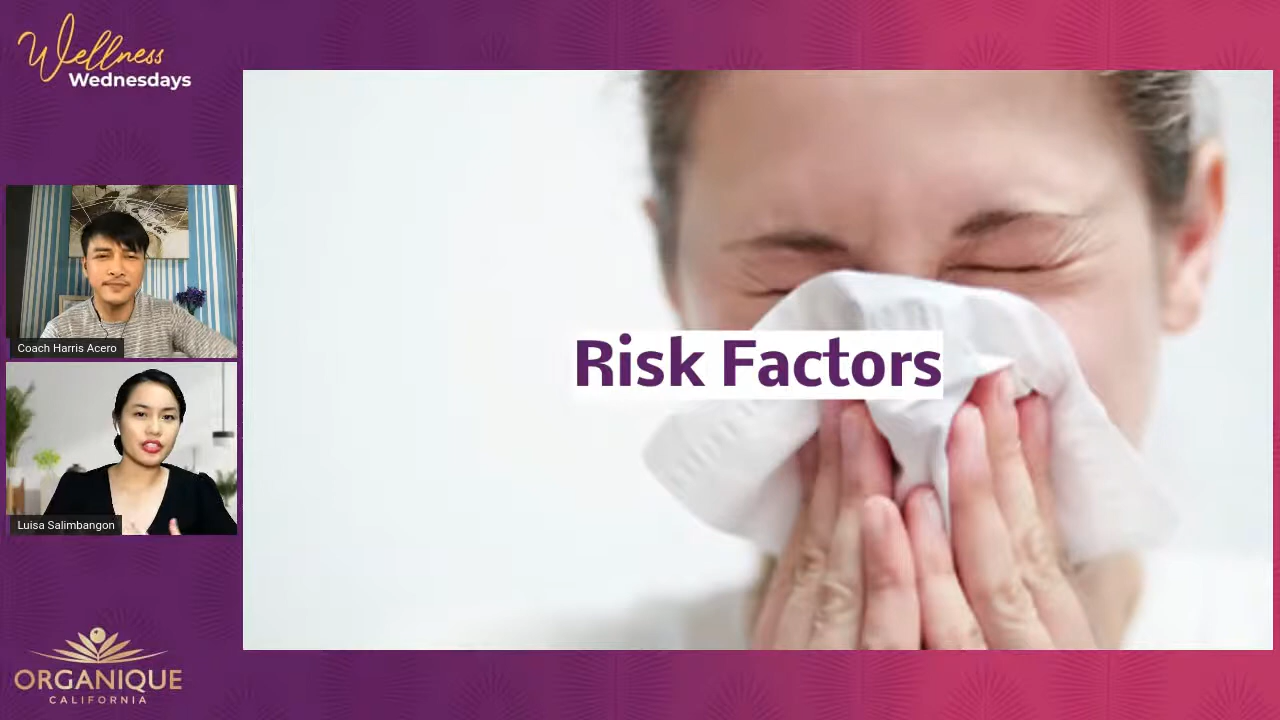 Wellness
Wednesdays
Coach Harris Acero
Luisa Salimbangon
Risk Factors
ORGANIQUE
CALIFORNIA